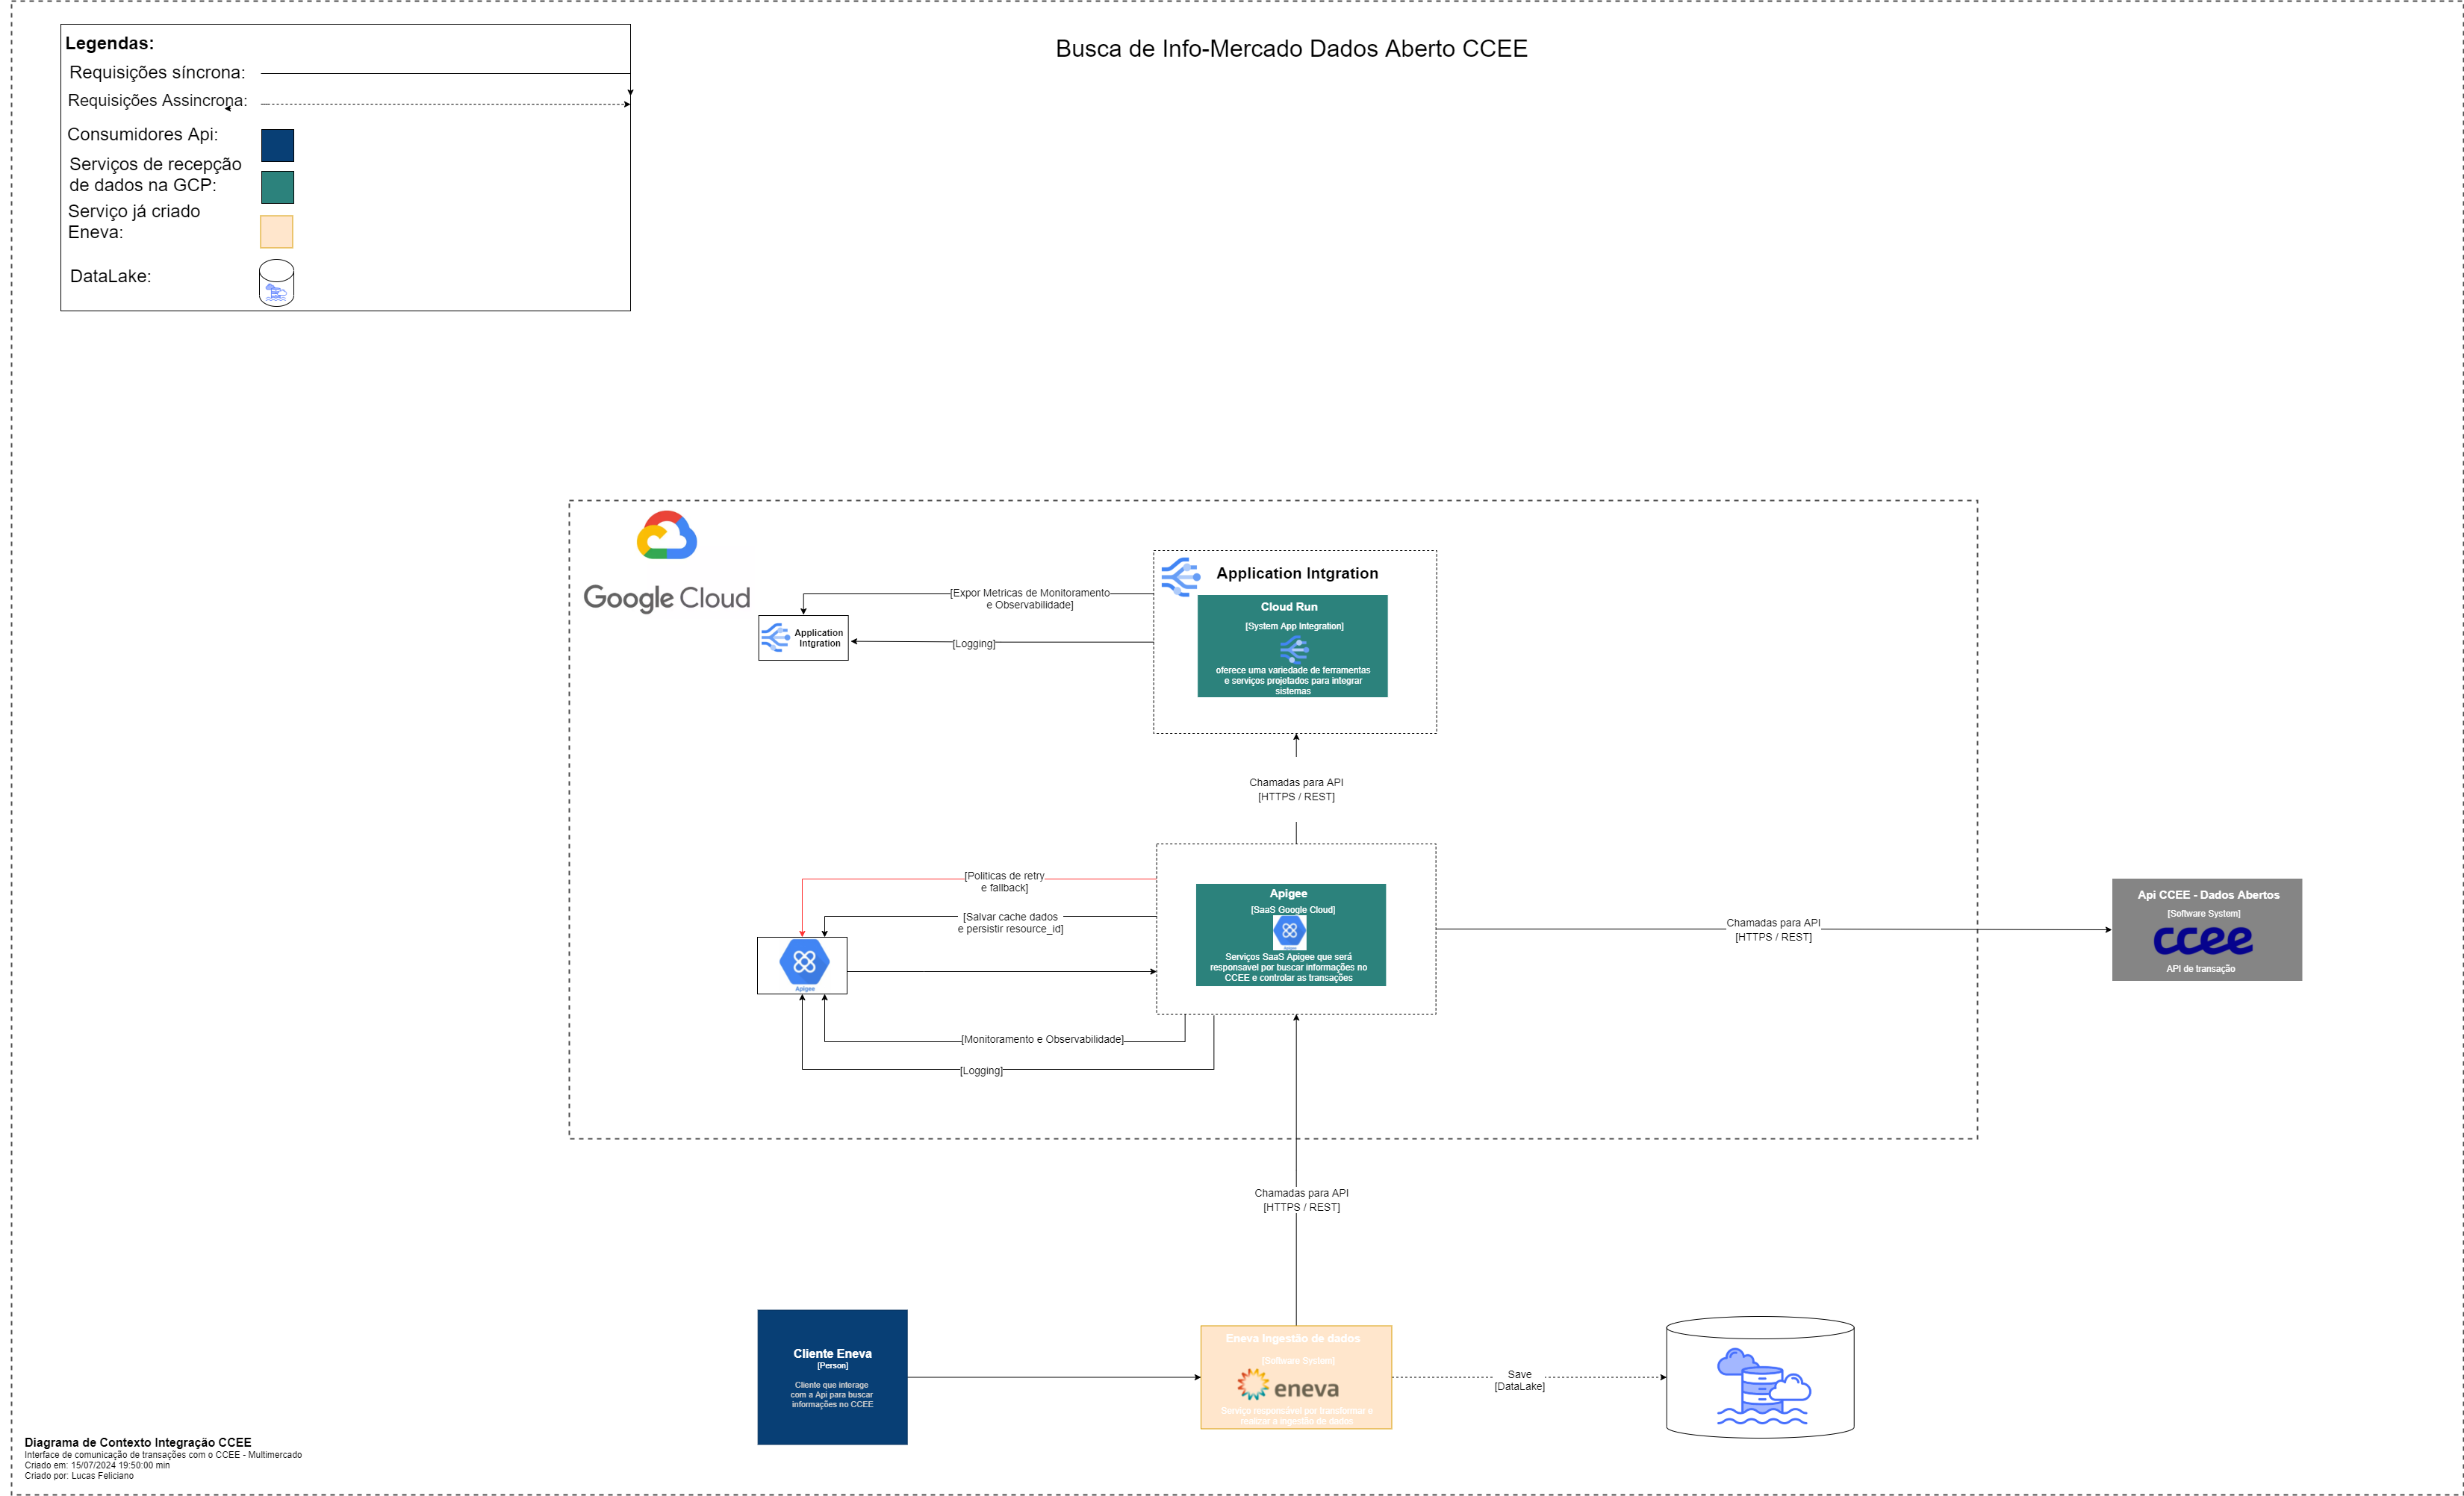 Busca de Info-Mercado Dados Aberto CCEE
Legendas:
Requisições síncrona:
Requisições Assincrona:
Consumidores Api:
Serviços de recepção
de dados na GCP:
Serviço já criado
Eneva:
DataLake:
Google Cloud
Application Intgration
Cloud Run
[System App Integration]
oferece uma variedade de ferramentas
e serviços projetados para integrar
sistemas
[Expor Metricas de Monitoramento
e Observabilidade]
Application
Intgration
[Logging]
Chamadas para API
[HTTPS / REST]
[Politicas de retry
e fallback]
[Salvar cache dados
e persistir resource_id]
Apigee
Apigee
[SaaS Google Cloud]
Apigee
Serviços SaaS Apigee que será
responsavel por buscar informações no
CCEE e controlar as transações
[Monitoramento e Observabilidade]
[Logging]
Chamadas para API
[HTTPS / REST]
Api CCEE - Dados Abertos
[Software System]
ccee
API de transação
Chamadas para API
[HTTPS / REST]
Cliente Eneva
[Person]
Cliente que interage
com a Api para buscar
informações no CCEE
Eneva Ingestão de dados
[Software System]
eneva
Serviço responsável por transformar e
realizar a ingestão de dados
Save
[DataLake]
Diagrama de Contexto Integração CCEE
Interface de comunicação de transações com o CCEE - Multimercado
Criado em: 15/07/2024 19:50:00 min
Criado por: Lucas Feliciano